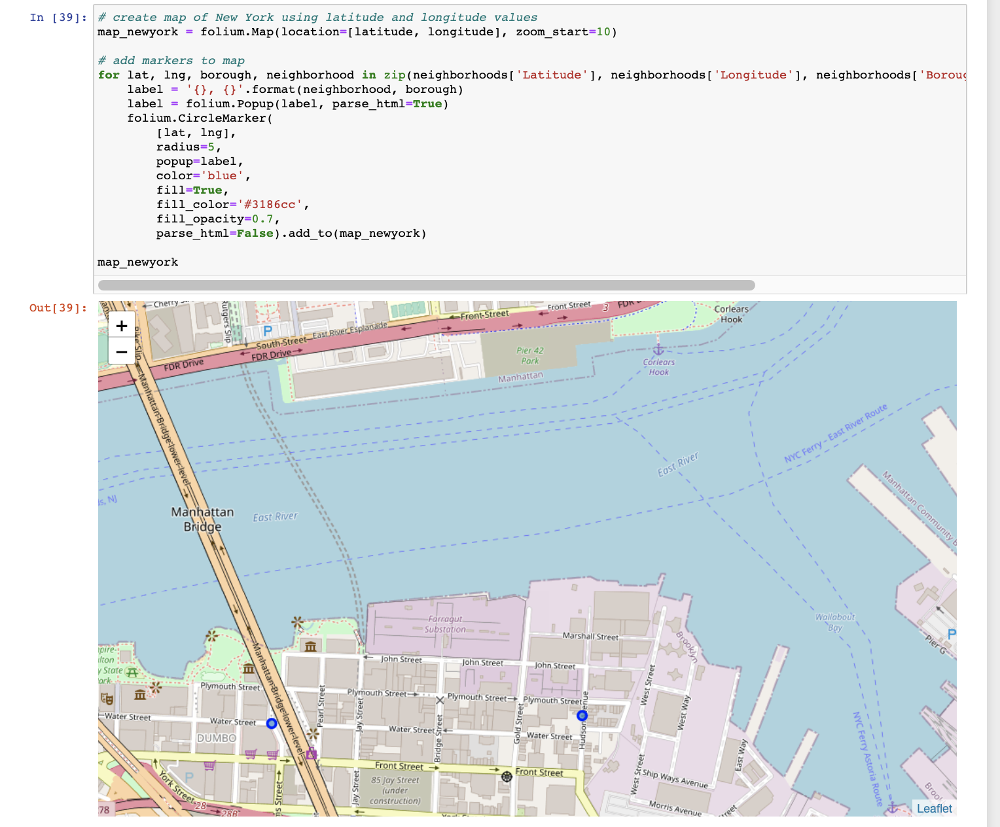 In [39]:
# create map of New York using latitude and longitude values
map_newyork = folium.Map(location=[latitude, longitude], zoom_start=10)
# add markers to map
for lat, lng, borough, neighborhood in zip(neighborhoods['Latitude'], neighborhoods['Longitude'], neighborhoods['Boroug
    label = '{}, {}'.format(neighborhood, borough)
    label = folium.Popup(label, parse_html=True)
    folium.CircleMarker(
        [lat, lng],
        radius=5,
        popup=label,
        color='blue',
        fill=True,
        fill_color='#3186cc',
        fill_opacity=0.7,
        parse_html=False).add_to(map_newyork)
map_newyork
Out[39]:
+
−
Cherry
Rutgers Slip
Pike Slip
P
South Street
East River Esplanade
Front Street
Front Street
3
FDR D
FDR Drive
FDR Drive
Corlears
Hook
Corlears
Hook
Pier 42
Park
Manhattan
Manhattan Bridge lower level
NYC Ferry - East River Route
East River
Manhattan Community B
is, NJ
Manhattan
Bridge
East River
Wallabout
Bay
P
Pier G
Farragut
Substation
Marshall Street
Brooklyn
John Street
John Street
John Street
y State
Manhattan Bridge lower level
Plymouth Street
Plymouth Street
Plymouth Street
Plymouth Street
Pearl Street
Jay Street
Bridge Street
Gold Street
Hudson Avenue
West Street
West Way
Water Street
Water Street
Water Street
Water Street
DUMBO
NYC Ferry Astoria Route
East Way
Front Street
Front Street
P
York Street
85 Jay Street
(under
construction)
Jay Street
West Street
Ship Ways Avenue
Morris Avenue
treet
78
28
28B
ms Street
Broo
Leaflet